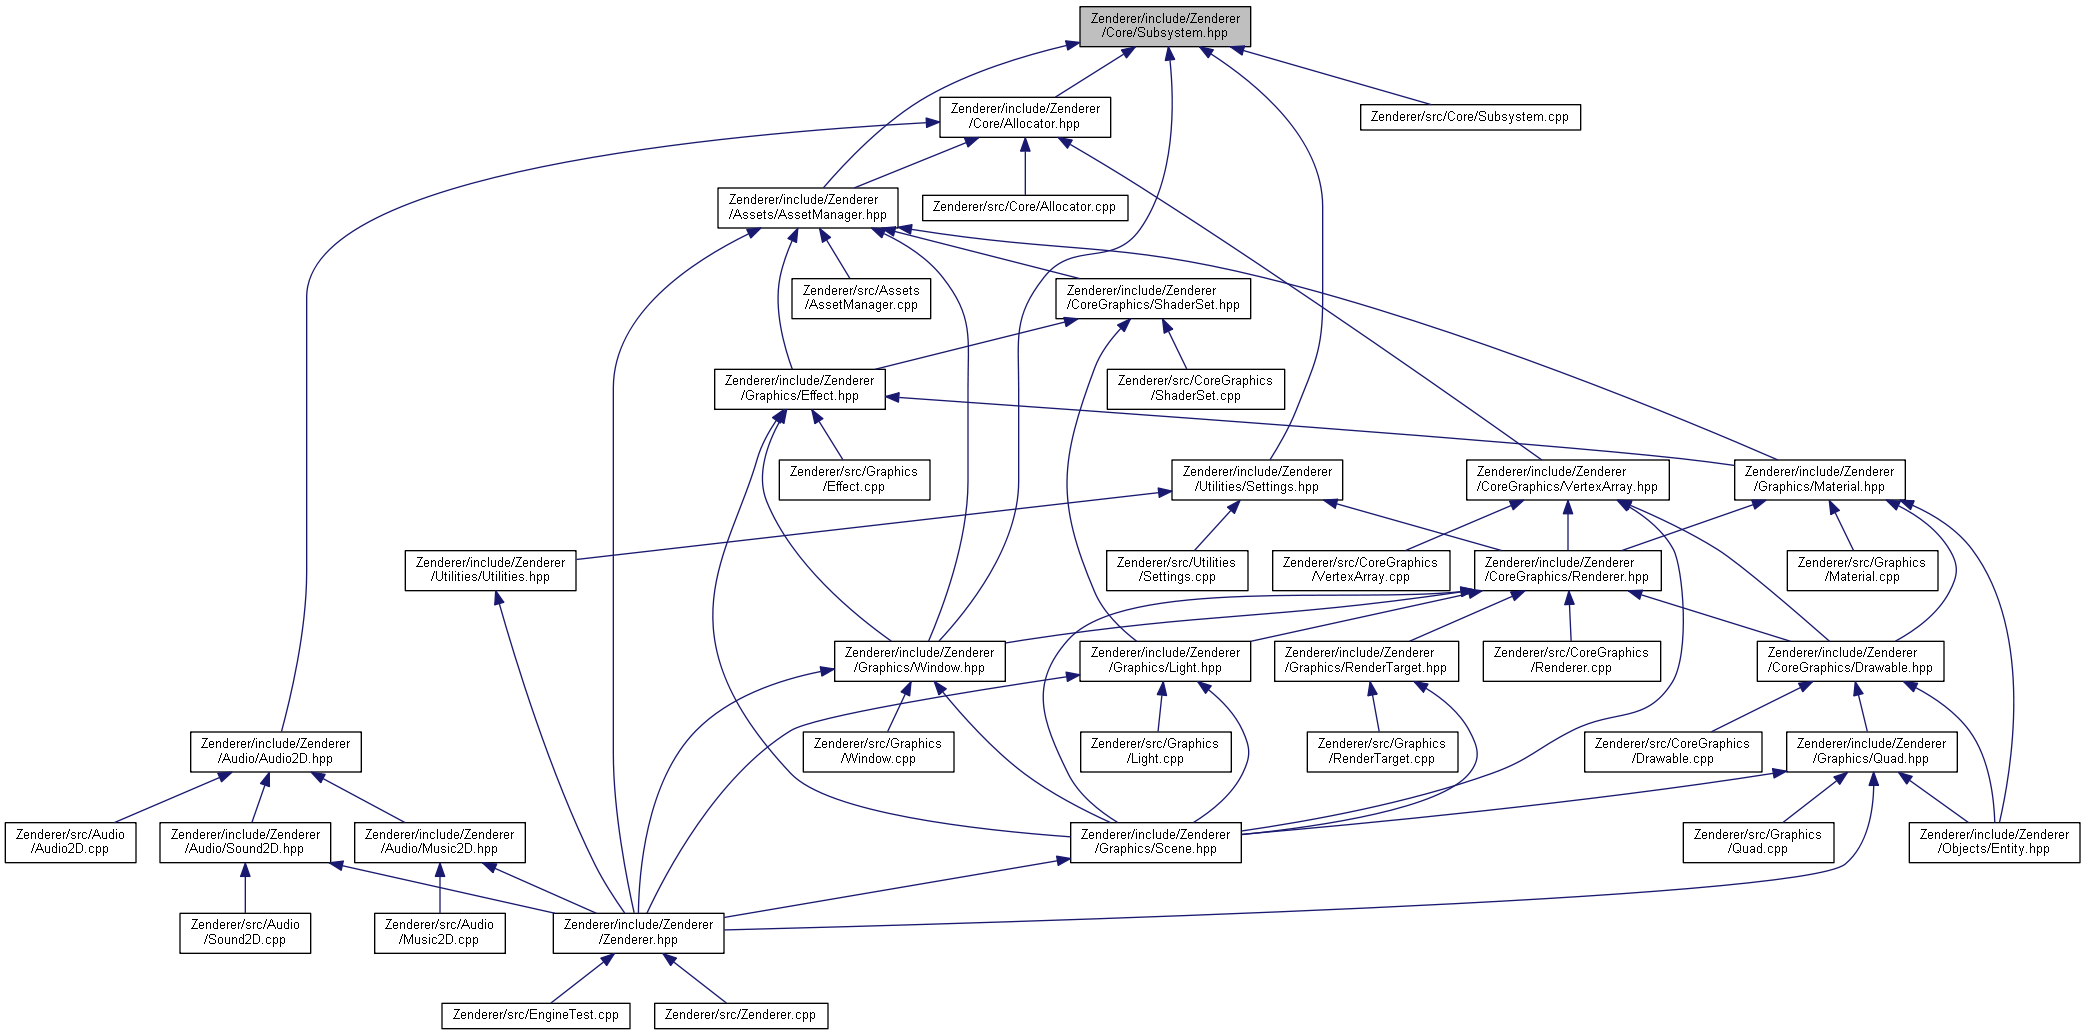 Zenderer/include/Zenderer
/Core/Subsystem.hpp
Zenderer/include/Zenderer
/Core/Allocator.hpp
Zenderer/src/Core/Subsystem.cpp
Zenderer/include/Zenderer
/Assets/AssetManager.hpp
Zenderer/src/Core/Allocator.cpp
Zenderer/src/Assets
/AssetManager.cpp
Zenderer/include/Zenderer
/CoreGraphics/ShaderSet.hpp
Zenderer/include/Zenderer
/Graphics/Effect.hpp
Zenderer/src/CoreGraphics
/ShaderSet.cpp
Zenderer/src/Graphics
/Effect.cpp
Zenderer/include/Zenderer
/Utilities/Settings.hpp
Zenderer/include/Zenderer
/CoreGraphics/VertexArray.hpp
Zenderer/include/Zenderer
/Graphics/Material.hpp
Zenderer/include/Zenderer
/Utilities/Utilities.hpp
Zenderer/src/Utilities
/Settings.cpp
Zenderer/src/CoreGraphics
/VertexArray.cpp
Zenderer/include/Zenderer
/CoreGraphics/Renderer.hpp
Zenderer/src/Graphics
/Material.cpp
Zenderer/include/Zenderer
/Graphics/Window.hpp
Zenderer/include/Zenderer
/Graphics/Light.hpp
Zenderer/include/Zenderer
/Graphics/RenderTarget.hpp
Zenderer/src/CoreGraphics
/Renderer.cpp
Zenderer/include/Zenderer
/CoreGraphics/Drawable.hpp
Zenderer/include/Zenderer
/Audio/Audio2D.hpp
Zenderer/src/Graphics
/Window.cpp
Zenderer/src/Graphics
/Light.cpp
Zenderer/src/Graphics
/RenderTarget.cpp
Zenderer/src/CoreGraphics
/Drawable.cpp
Zenderer/include/Zenderer
/Graphics/Quad.hpp
Zenderer/src/Audio
/Audio2D.cpp
Zenderer/include/Zenderer
/Audio/Sound2D.hpp
Zenderer/include/Zenderer
/Audio/Music2D.hpp
Zenderer/include/Zenderer
/Graphics/Scene.hpp
Zenderer/src/Graphics
/Quad.cpp
Zenderer/include/Zenderer
/Objects/Entity.hpp
Zenderer/src/Audio
/Sound2D.cpp
Zenderer/src/Audio
/Music2D.cpp
Zenderer/include/Zenderer
/Zenderer.hpp
Zenderer/src/EngineTest.cpp
Zenderer/src/Zenderer.cpp